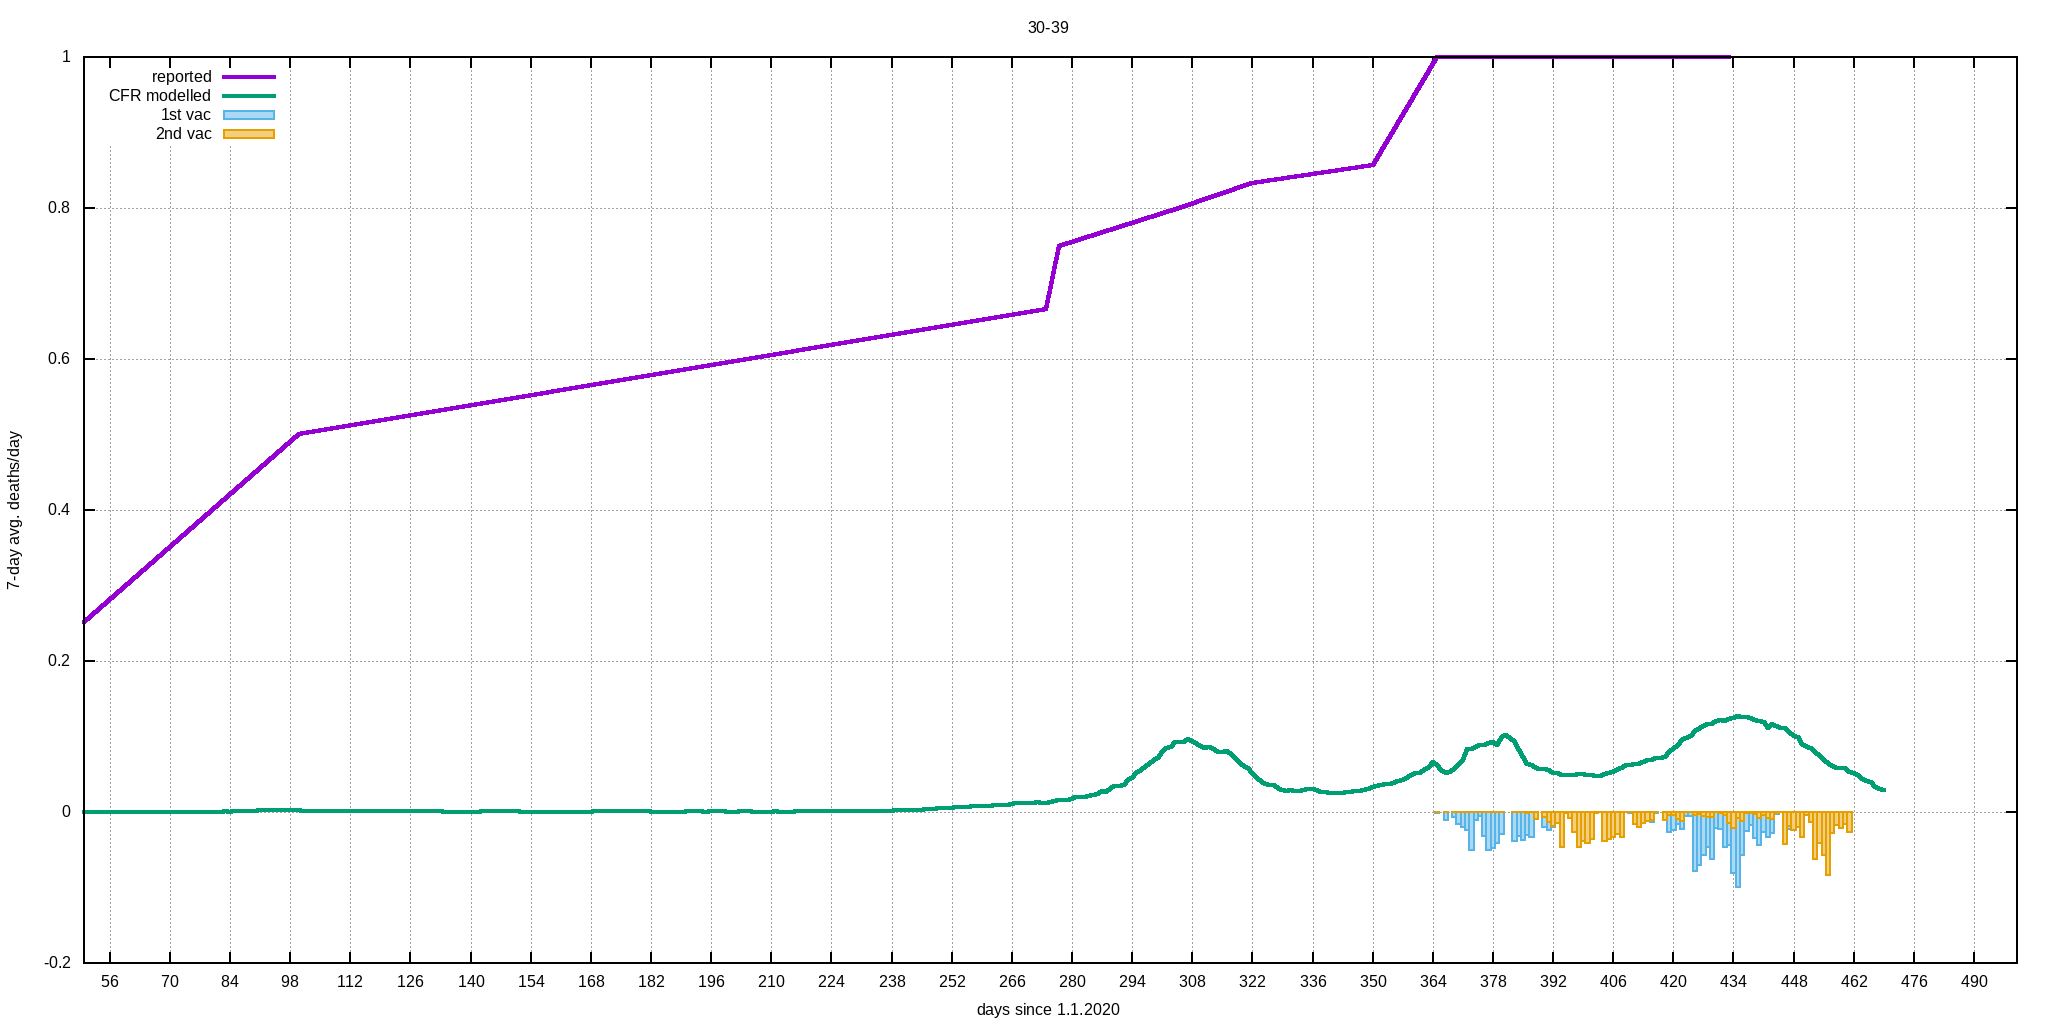 30-39
reported
CFR modelled
1st vac
2nd vac
1
0.8
0.6
0.4
0.2
0
-0.2
7-day avg. deaths/day
56 70 84 98 112 126 140 154 168 182 196 210 224 238 252 266 280 294 308 322 336 350 364 378 392 406 420 434 448 462 476 490
days since 1.1.2020